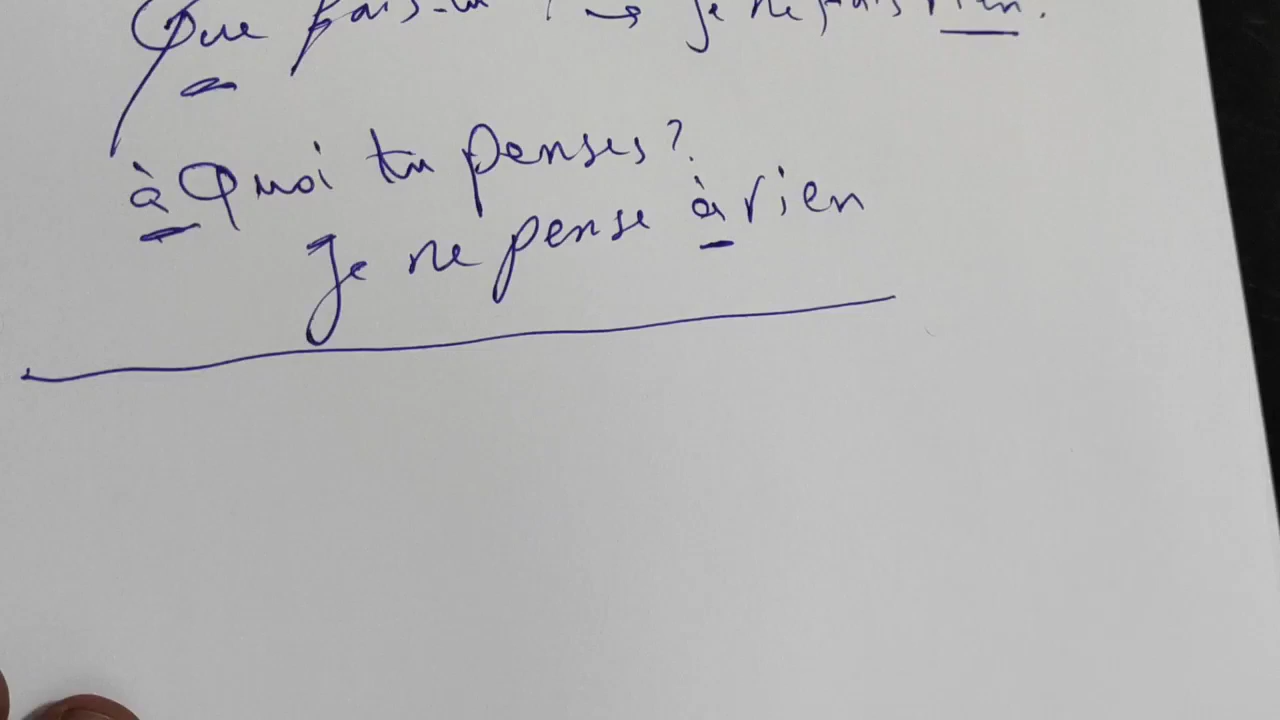 Que fais-tu ? → je ne fais rien.
à Quoi tu penses?
Je ne pense à rien